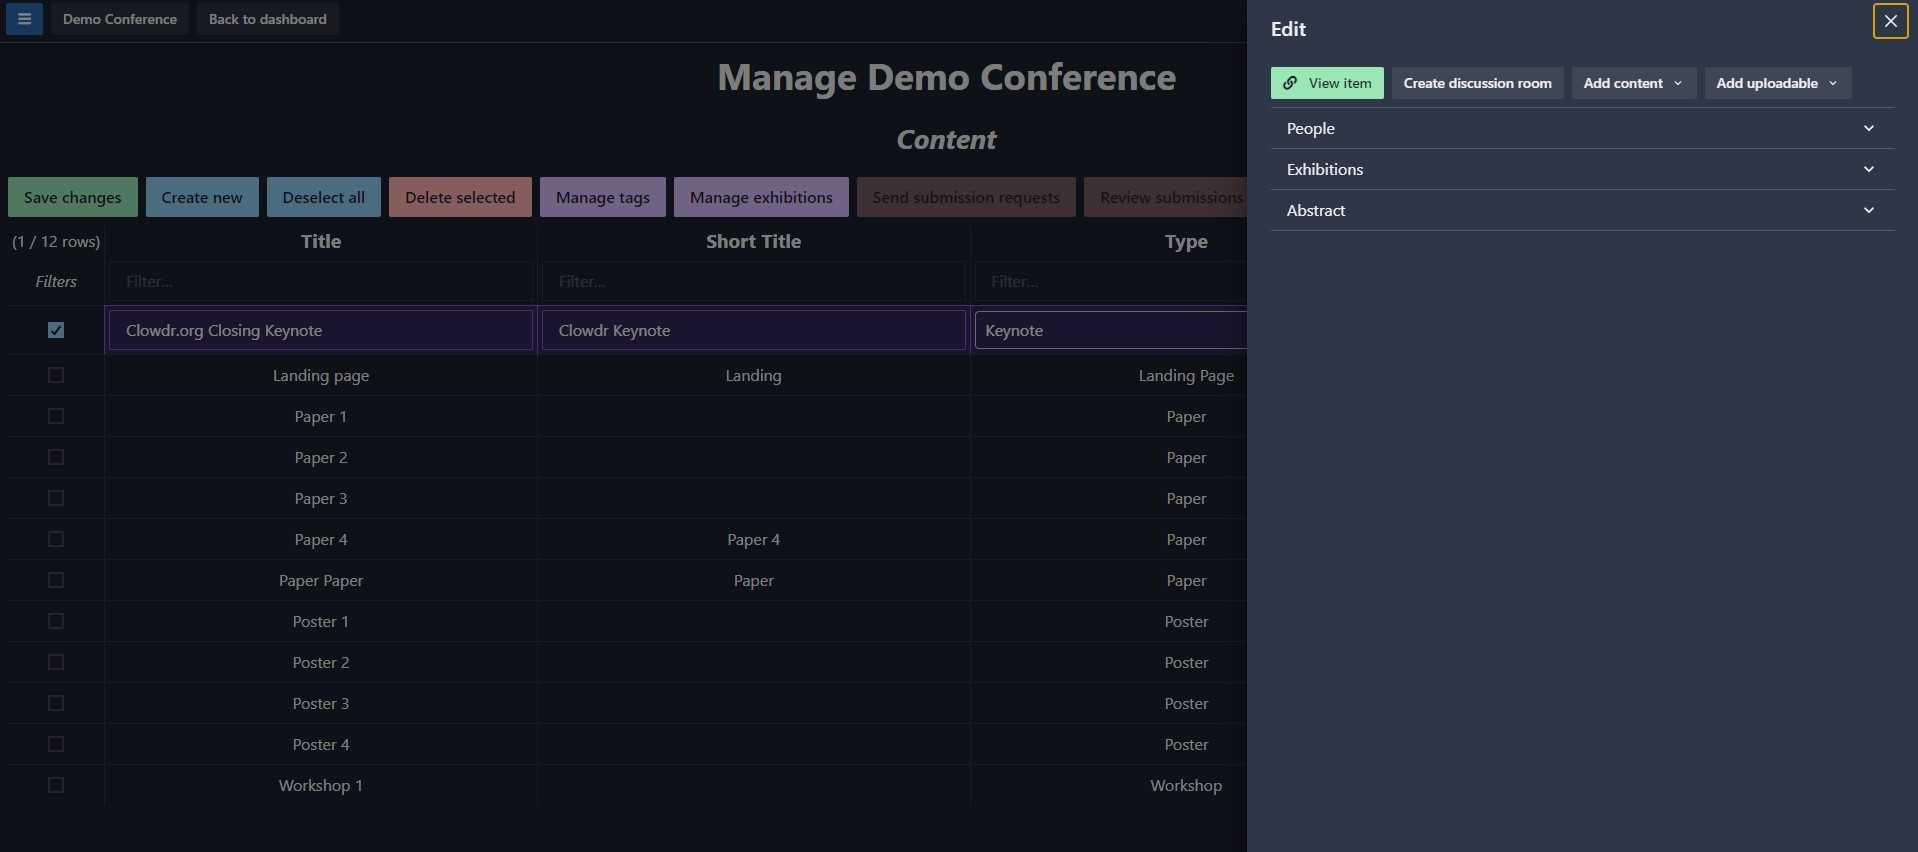 Demo Conference Back to dashboard
Manage Demo Conference
Content
Save changes Create new Deselect all Delete selected Manage tags Manage exhibitions Send submission requests Review submissions
(1 / 12 rows) Title Short Title Type
Filters Filter... Filter... Filter...
Clowdr.org Closing Keynote Clowdr Keynote Keynote
Landing page Landing Landing Page
Paper 1 Paper
Paper 2 Paper
Paper 3 Paper
Paper 4 Paper 4 Paper
Paper Paper Paper Paper
Poster 1 Poster
Poster 2 Poster
Poster 3 Poster
Poster 4 Poster
Workshop 1 Workshop
Edit
View item Create discussion room Add content Add uploadable
People
Exhibitions
Abstract